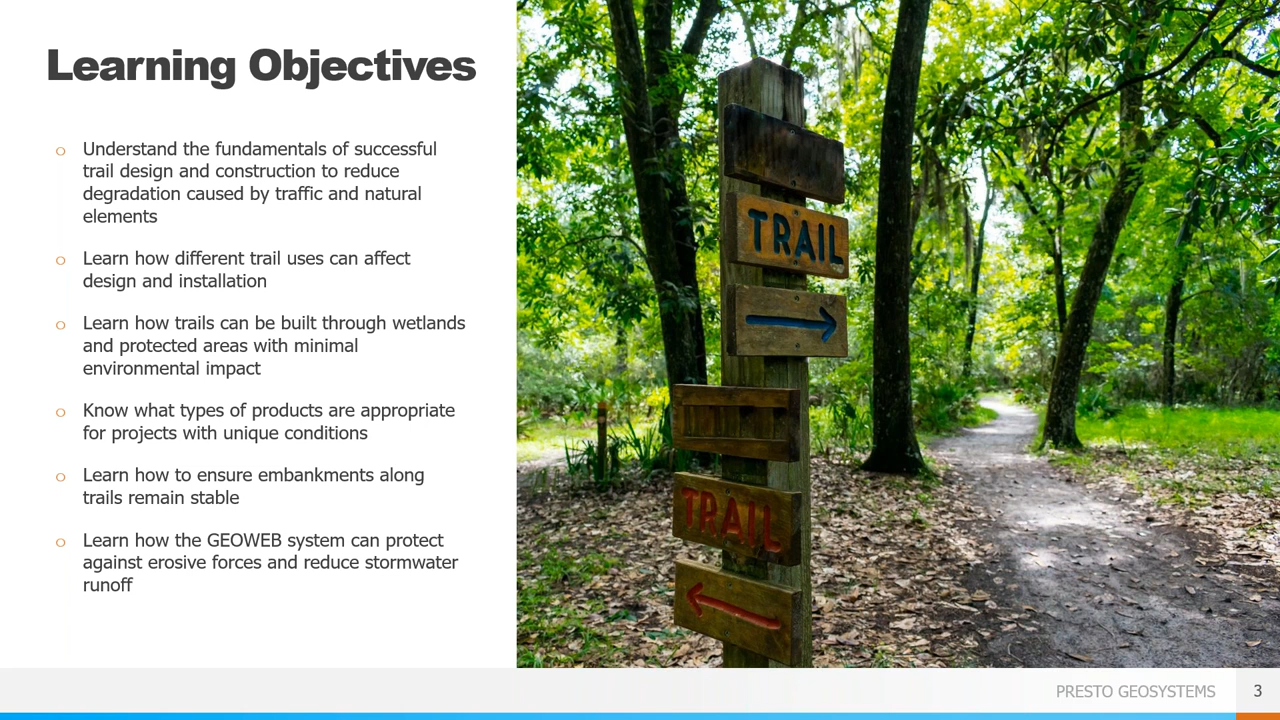 Learning Objectives
o Understand the fundamentals of successful
trail design and construction to reduce
degradation caused by traffic and natural
elements
o Learn how different trail uses can affect
design and installation
o Learn how trails can be built through wetlands
and protected areas with minimal
environmental impact
o Know what types of products are appropriate
for projects with unique conditions
o Learn how to ensure embankments along
trails remain stable
o Learn how the GEOWEB system can protect
against erosive forces and reduce stormwater
runoff
TRAIL
TRAIL
PRESTO GEOSYSTEMS 3